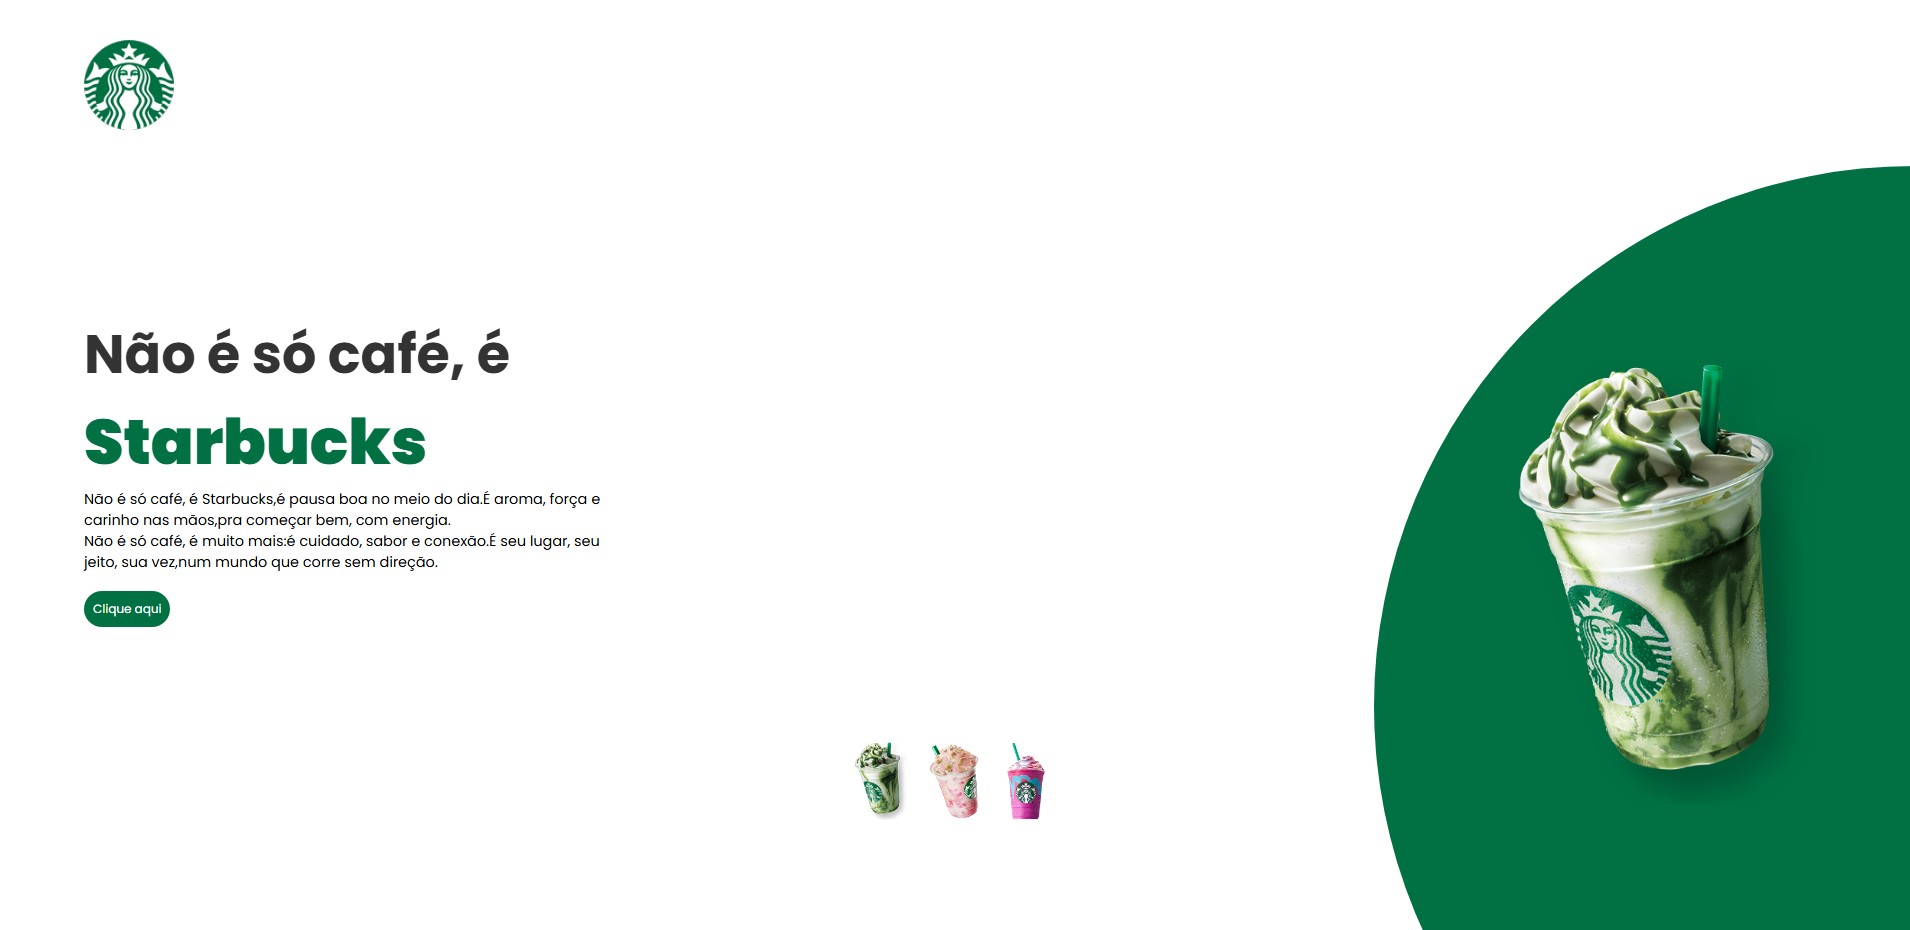 Não é só café, é
Starbucks
Não é só café, é Starbucks,é pausa boa no meio do dia.É aroma, força e
carinho nas mãos,pra começar bem, com energia.
Não é só café, é muito mais:é cuidado, sabor e conexão.É seu lugar, seu
jeito, sua vez,num mundo que corre sem direção.
Clique aqui